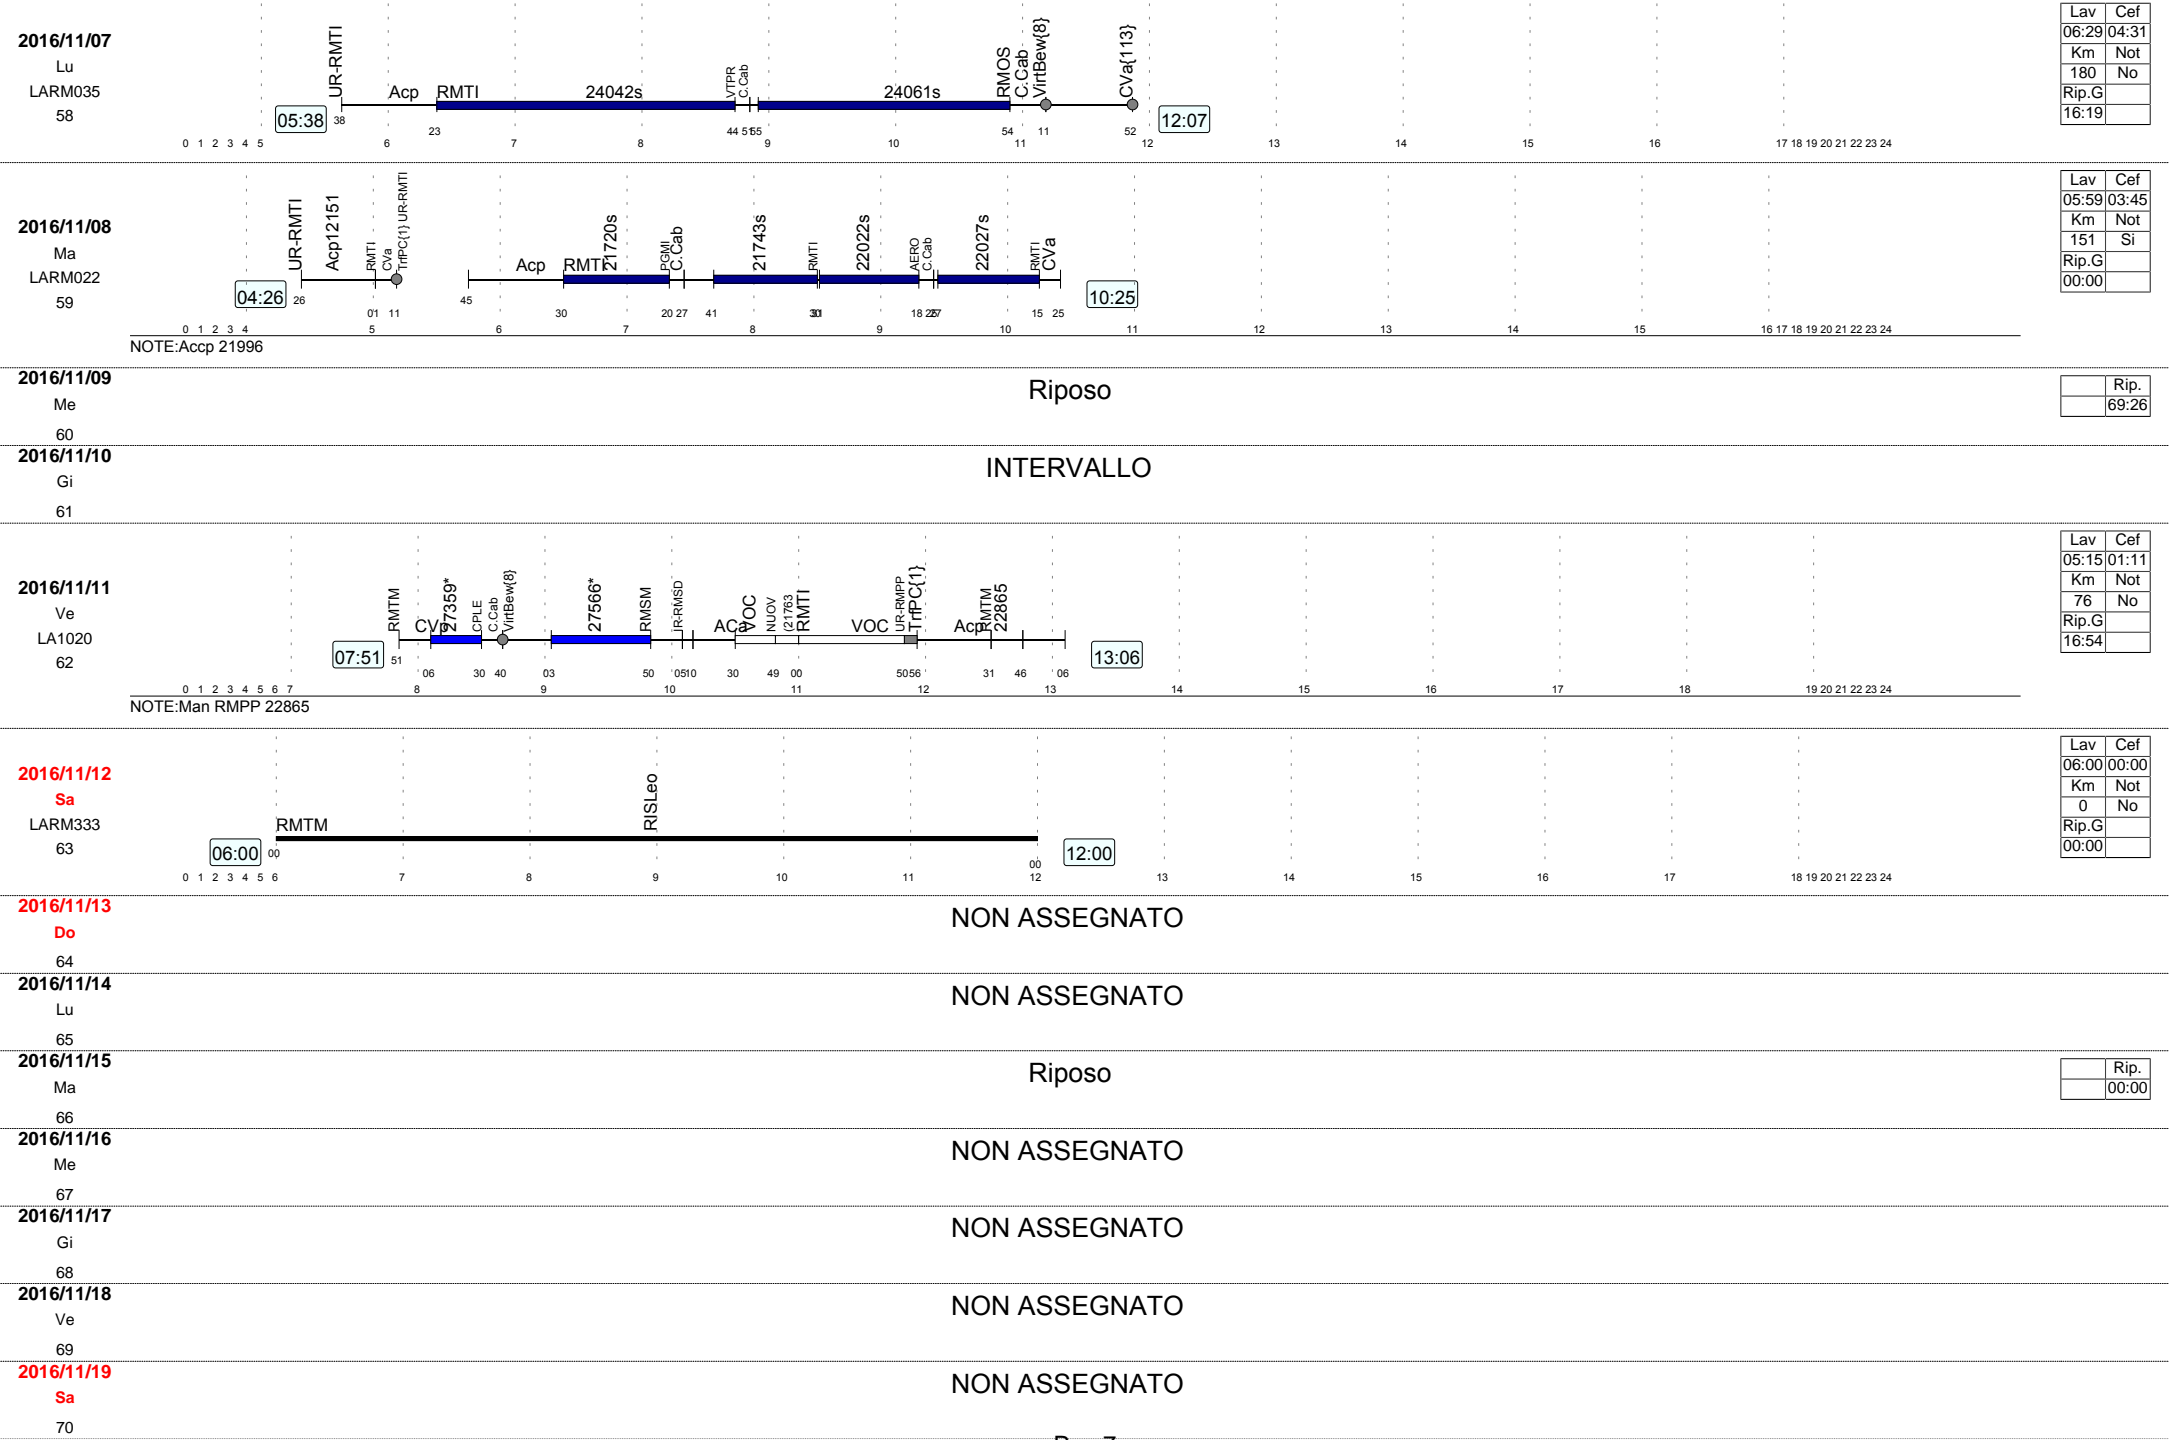 2016/11/07
Lu
LARM035
58
05:38
UR-RMTI
Acp
RMTI
24042s
VTPR
C.Cab
24061s
RMOS
C.Cab
VirtBew{8}
CVa{113}
12:07
38 23 44 54 11 52
0 1 2 3 4 5 6 7 8 9 10 11 12 13 14 15 16 17 18 19 20 21 22 23 24
Lav Cef
06:29 04:31
Km Not
180 No
Rip.G
16:19
2016/11/08
Ma
LARM022
59
04:26
UR-RMTI
Acp12151
RMTI
CVa
TrfPC{1} UR-RMTI
Acp
RMTI
21720s
PGMI
C.Cab
21743s
RMTI
22022s
AERO
C.Cab
22027s
RMTI
CVa
10:25
26 01 11 45 30 20 27 41 18 15 25
0 1 2 3 4 5 6 7 8 9 10 11 12 13 14 15 16 17 18 19 20 21 22 23 24
NOTE:Accp 21996
Lav Cef
05:59 03:45
Km Not
151 Si
Rip.G
00:00
2016/11/09
Me
60
Riposo
Rip.
69:26
2016/11/10
Gi
61
INTERVALLO
2016/11/11
Ve
LA1020
62
07:51
RMTM
CVp
27359*
CPLE
C.Cab
VirtBew{8}
27566*
RMSM
ACa
VOC
NUOV
(21763
RMTI
VOC
UR-RMPP
TrfPC{1}
Acp
RMTM
22865
13:06
51 06 30 40 03 50 05 10 30 49 00 50 56 31 46 06
0 1 2 3 4 5 6 7 8 9 10 11 12 13 14 15 16 17 18 19 20 21 22 23 24
NOTE:Man RMPP 22865
Lav Cef
05:15 01:11
Km Not
76 No
Rip.G
16:54
2016/11/12
Sa
LARM333
63
06:00
RMTM
RISLeo
12:00
00 00
0 1 2 3 4 5 6 7 8 9 10 11 12 13 14 15 16 17 18 19 20 21 22 23 24
Lav Cef
06:00 00:00
Km Not
0 No
Rip.G
00:00
2016/11/13
Do
64
NON ASSEGNATO
2016/11/14
Lu
65
NON ASSEGNATO
2016/11/15
Ma
66
Riposo
Rip.
00:00
2016/11/16
Me
67
NON ASSEGNATO
2016/11/17
Gi
68
NON ASSEGNATO
2016/11/18
Ve
69
NON ASSEGNATO
2016/11/19
Sa
70
NON ASSEGNATO